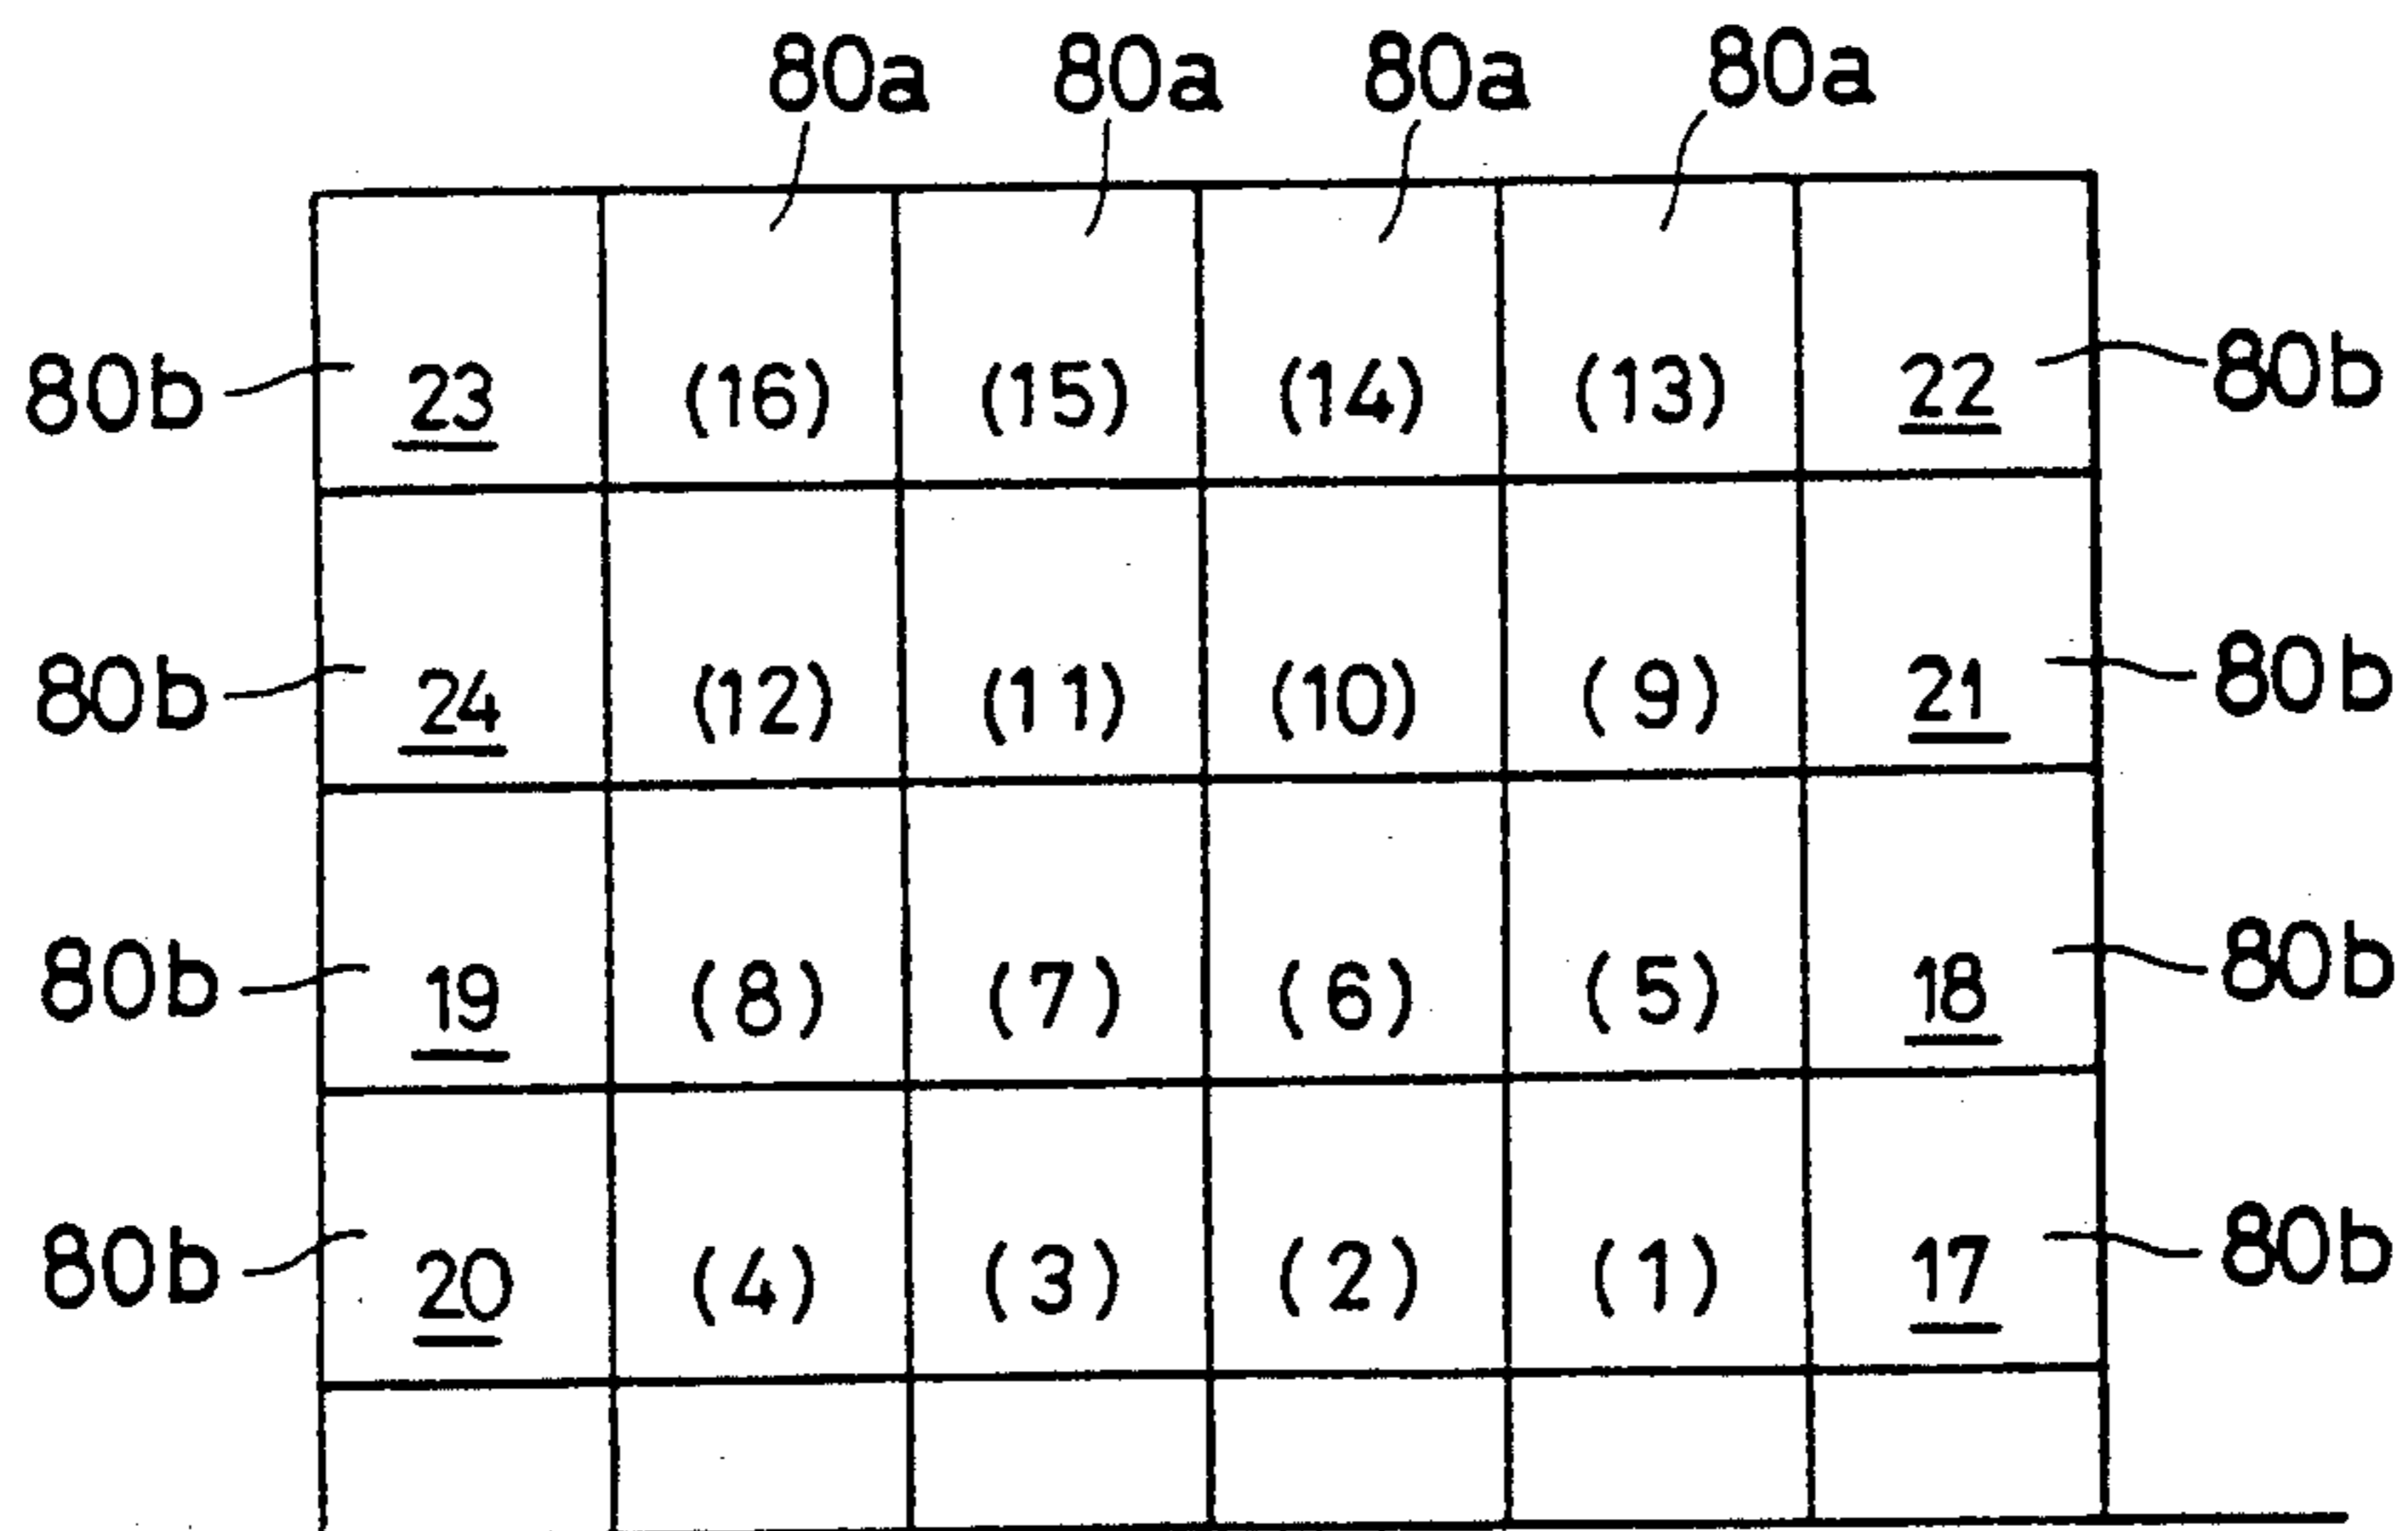 80a 80a 80a 80a
80b 23 (16) (15) (14) (13) 22 80b
80b 24 (12) (11) (10) (9) 21 80b
80b 19 (8) (7) (6) (5) 18 80b
80b 20 (4) (3) (2) (1) 17 80b